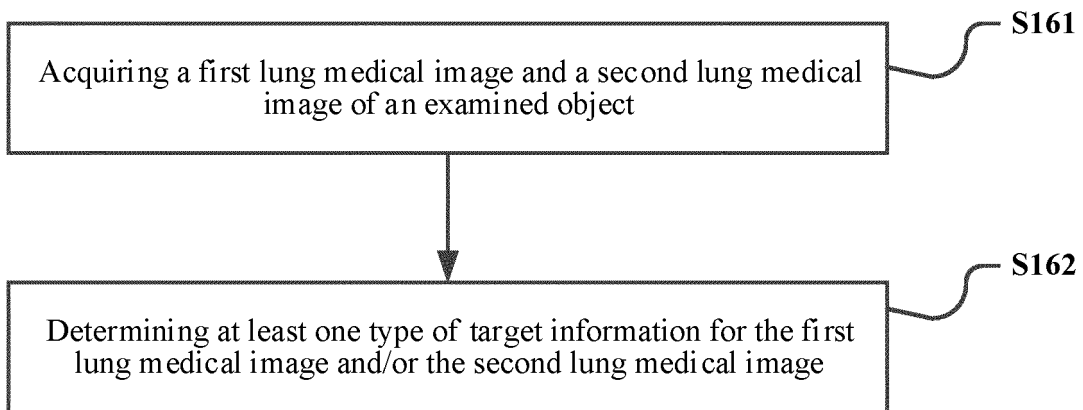 S161
Acquiring a first lung medical image and a second lung medical
image of an examined object
S162
Determining at least one type of target information for the first
lung medical image and/or the second lung medical image